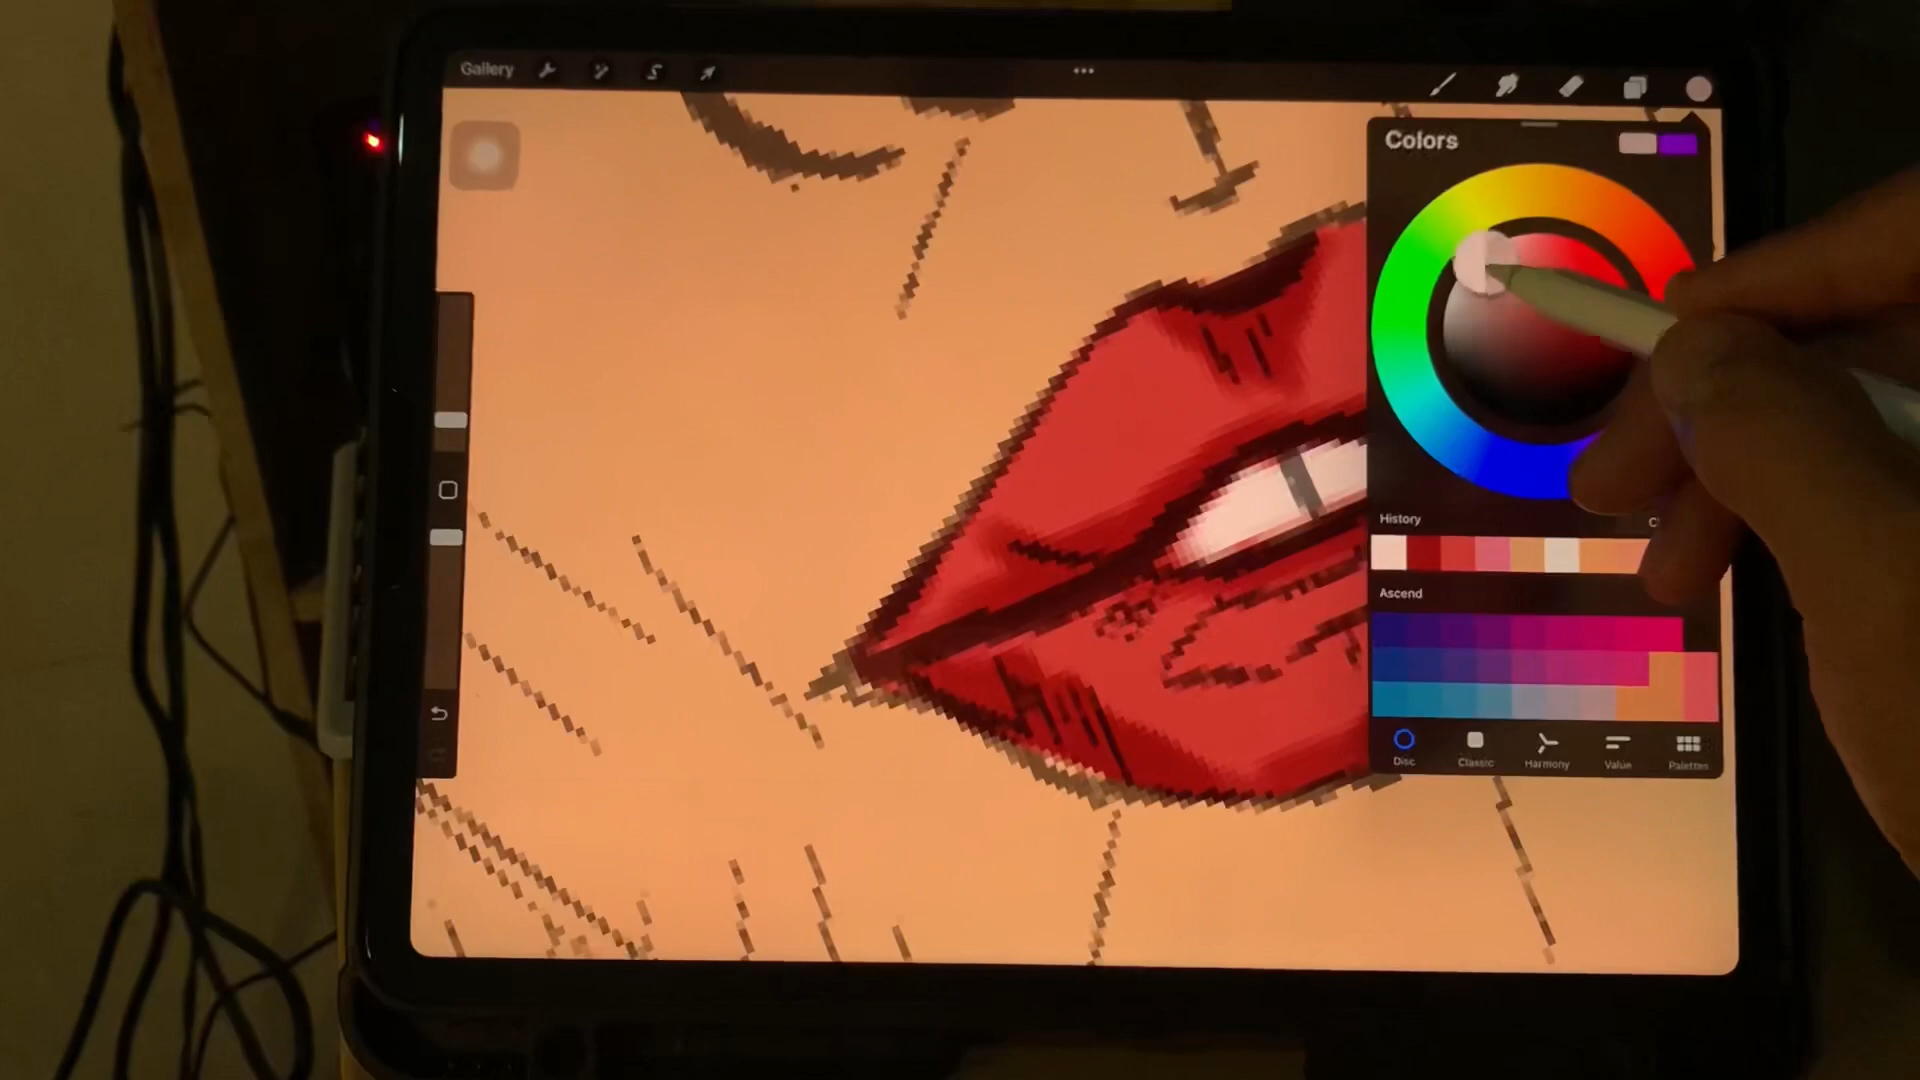 Gallery
Colors
History
C
Ascend
Disc
Classic
Harmony
Value
Palettes